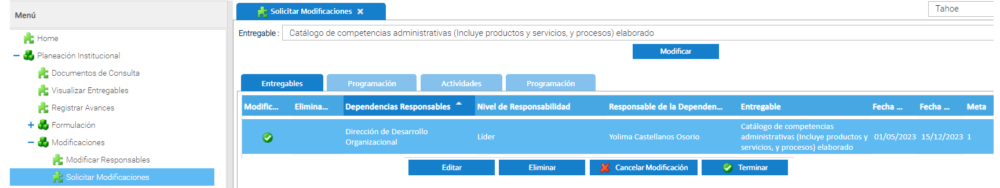 Menú
Home
Planeación Institucional
Documentos de Consulta
Visualizar Entregables
Registrar Avances
Formulación
Modificaciones
Modificar Responsables
Solicitar Modificaciones
Solicitar Modificaciones x
Tahoe
Entregable : Catálogo de competencias administrativas (Incluye productos y servicios, y procesos) elaborado
Modificar
Entregables Programación Actividades Programación
Modific... Elimina... Dependencias Responsables Nivel de Responsabilidad Responsable de la Dependen... Entregable Fecha ... Fecha ... Meta
Dirección de Desarrollo
Organizacional
Líder
Yolima Castellanos Osorio
Catálogo de competencias
administrativas (Incluye productos y
servicios, y procesos) elaborado
01/05/2023 15/12/2023 1
Editar Eliminar Cancelar Modificación Terminar